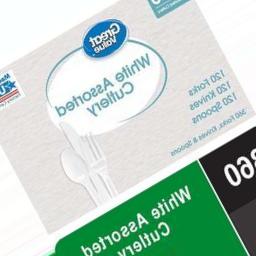 Great
Value
White Assorted
Cutlery
120 Forks
120 Knives
120 Spoons
360 Forks, Knives & Spoons
360
White Assorted
Cutlery